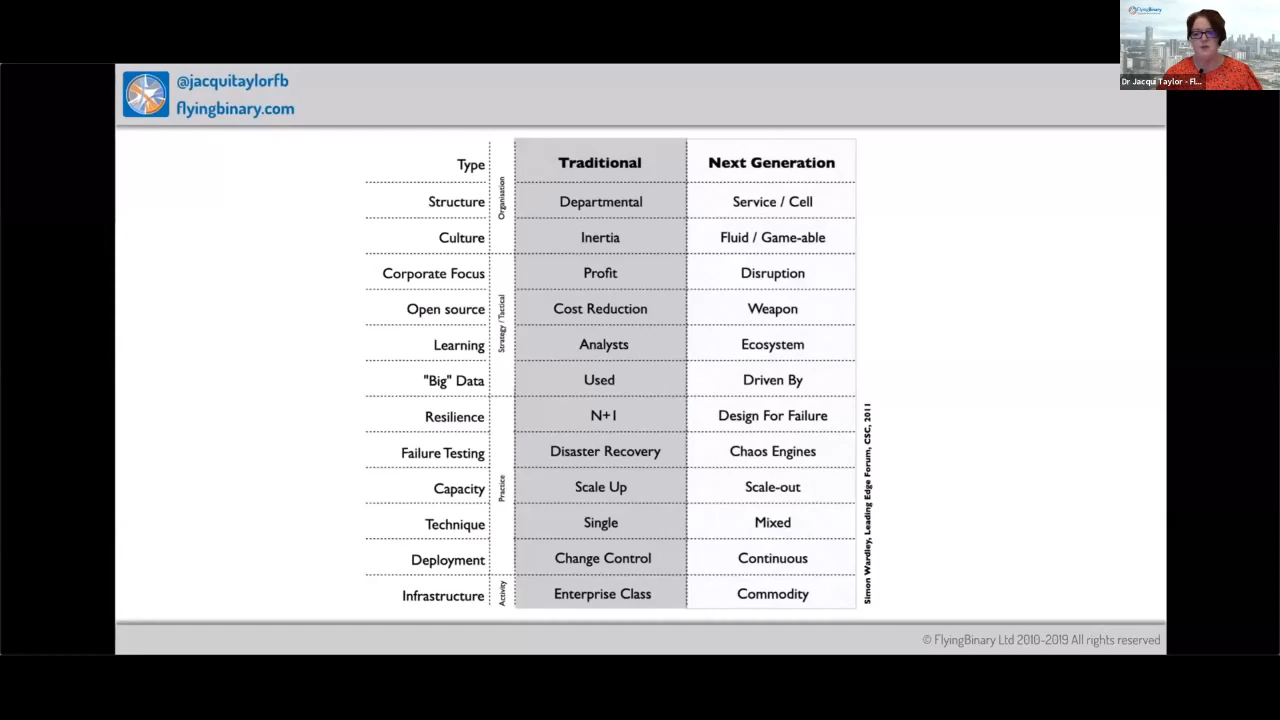 FlyingBinary
Dr Jacqui Taylor - Fl...
@jacquitaylorfb
flyingbinary.com
Type Traditional Next Generation
Organisation
Structure Departmental Service / Cell
Culture Inertia Fluid / Game-able
Corporate Focus Profit Disruption
Strategy / Tactical
Open source Cost Reduction Weapon
Learning Analysts Ecosystem
"Big" Data Used Driven By
Resilience N+1 Design For Failure
Failure Testing Disaster Recovery Chaos Engines
Practice
Capacity Scale Up Scale-out
Technique Single Mixed
Deployment Change Control Continuous
Activity
Infrastructure Enterprise Class Commodity
Simon Wardley, Leading Edge Forum, CSC, 2011
© FlyingBinary Ltd 2010-2019 All rights reserved